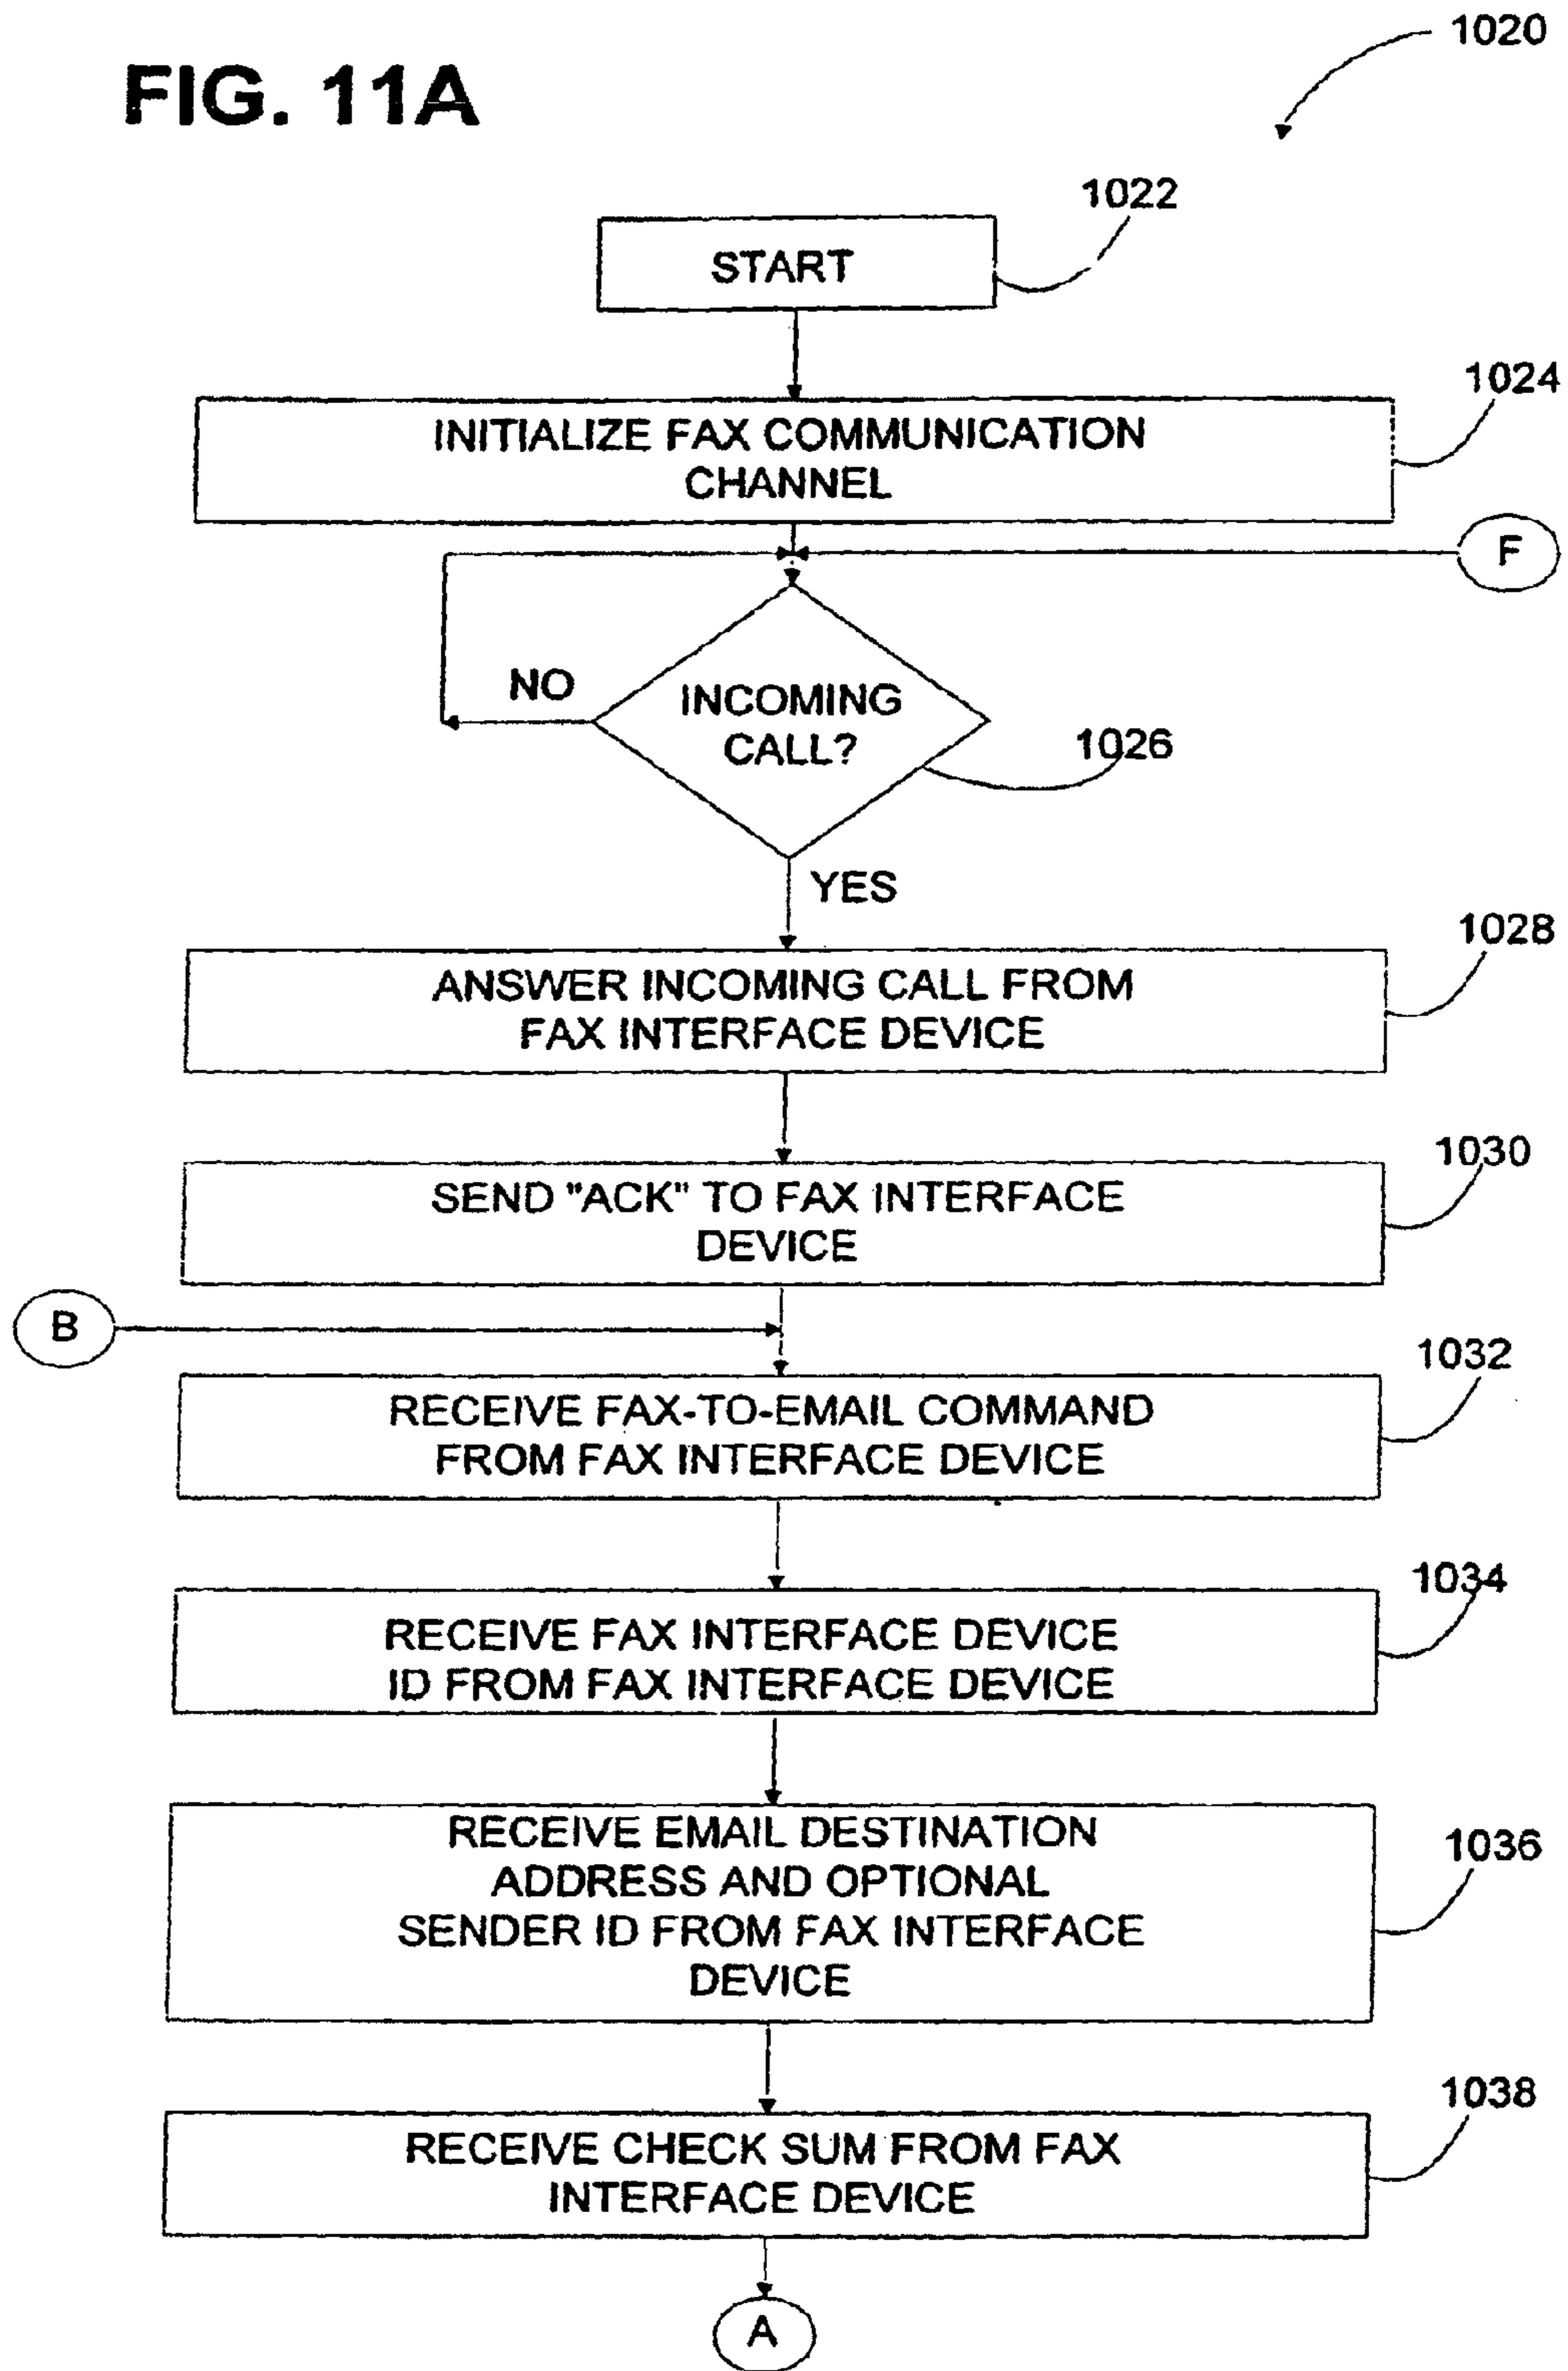 1020
FIG. 11A
1022
START
1024
INITIALIZE FAX COMMUNICATION
CHANNEL
F
NO
INCOMING
CALL?
1026
YES
1028
ANSWER INCOMING CALL FROM
FAX INTERFACE DEVICE
1030
SEND "ACK" TO FAX INTERFACE
DEVICE
B
1032
RECEIVE FAX-TO-EMAIL COMMAND
FROM FAX INTERFACE DEVICE
1034
RECEIVE FAX INTERFACE DEVICE
ID FROM FAX INTERFACE DEVICE
1036
RECEIVE EMAIL DESTINATION
ADDRESS AND OPTIONAL
SENDER ID FROM FAX INTERFACE
DEVICE
1038
RECEIVE CHECK SUM FROM FAX
INTERFACE DEVICE
A